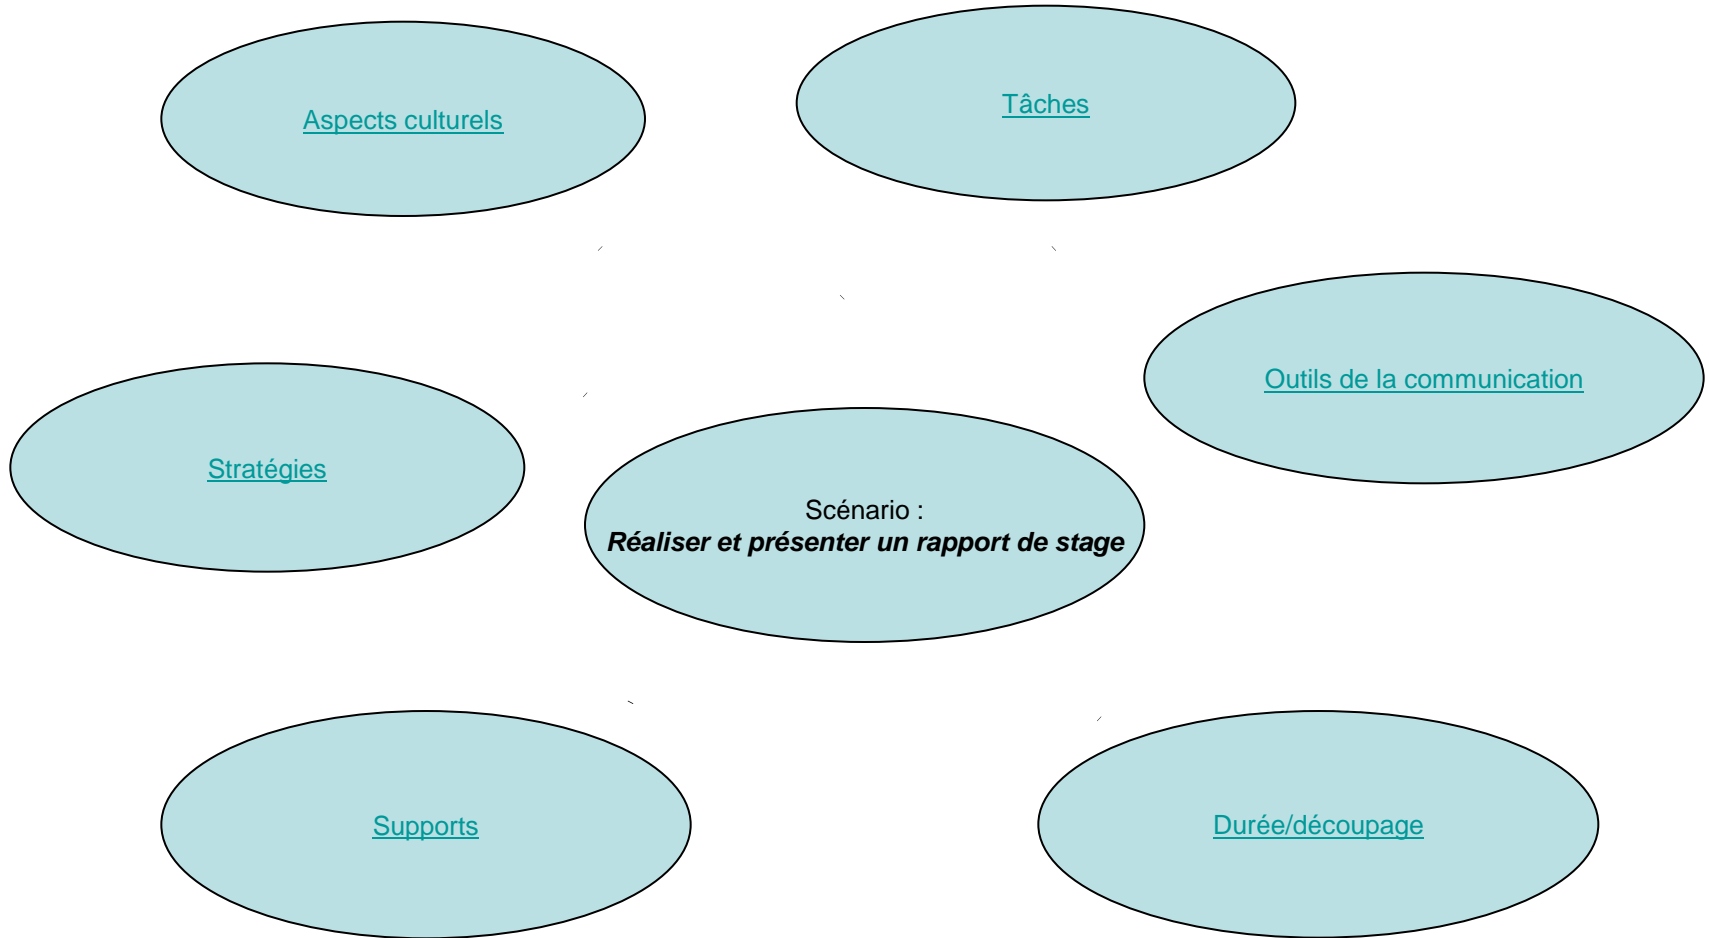 Aspects culturels
Tâches
Outils de la communication
Stratégies
Scénario :
Réaliser et présenter un rapport de stage
Supports
Durée/découpage